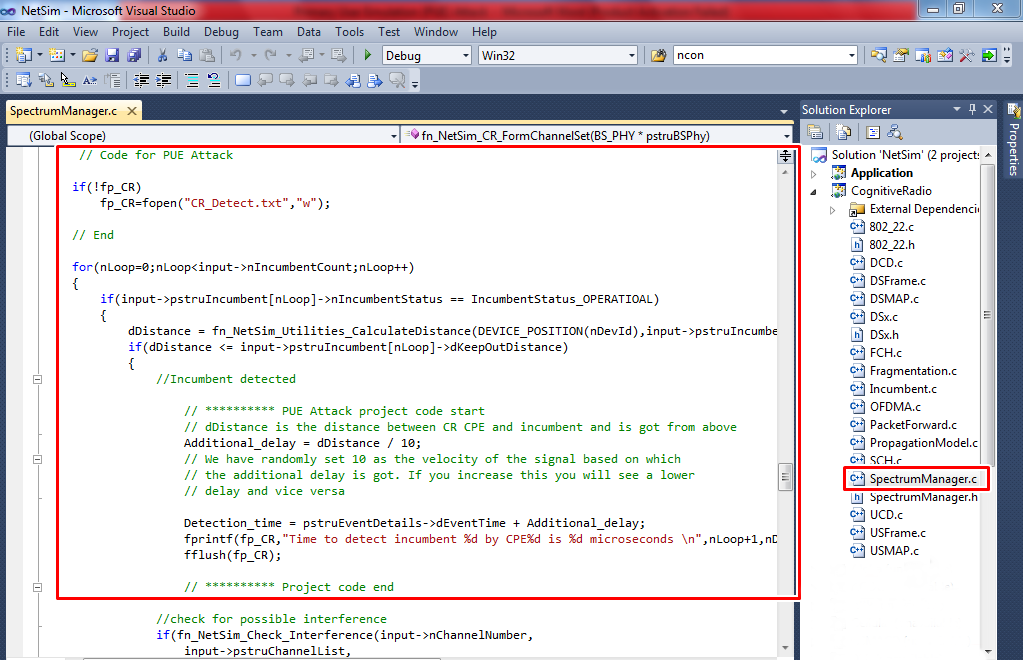 NetSim - Microsoft Visual Studio
File Edit View Project Build Debug Team Data Tools Test Window Help
Debug Win32 ncon
SpectrumManager.c
(Global Scope) fn_NetSim_CR_FormChannelSet(BS_PHY * pstruBSPhy)
// Code for PUE Attack
if(!fp_CR)
fp_CR=fopen("CR_Detect.txt","w");
// End
for(nLoop=0;nLoop<input->nIncumbentCount;nLoop++)
{
if(input->pstruIncumbent[nLoop]->nIncumbentStatus == IncumbentStatus_OPERATIOAL)
{
dDistance = fn_NetSim_Utilities_CalculateDistance(DEVICE_POSITION(nDevId),input->pstruIncumbe
if(dDistance <= input->pstruIncumbent[nLoop]->dKeepOutDistance)
{
//Incumbent detected
// ********** PUE Attack project code start
// dDistance is the distance between CR CPE and incumbent and is got from above
Additional_delay = dDistance / 10;
// We have randomly set 10 as the velocity of the signal based on which
// the additional delay is got. If you increase this you will see a lower
// delay and vice versa
Detection_time = pstruEventDetails->dEventTime + Additional_delay;
fprintf(fp_CR,"Time to detect incumbent %d by CPE%d is %d microseconds \n",nLoop+1,nD
fflush(fp_CR);
// ********** Project code end
//check for possible interference
if(fn_NetSim_Check_Interference(input->nChannelNumber,
input->pstruChannelList,
Solution Explorer
Solution 'NetSim' (2 projects
Application
CognitiveRadio
External Dependencie
802_22.c
802_22.h
DCD.c
DSFrame.c
DSMAP.c
DSx.c
DSx.h
FCH.c
Fragmentation.c
Incumbent.c
OFDMA.c
PacketForward.c
PropagationModel.c
SCH.c
SpectrumManager.c
SpectrumManager.h
UCD.c
USFrame.c
USMAP.c
Properties